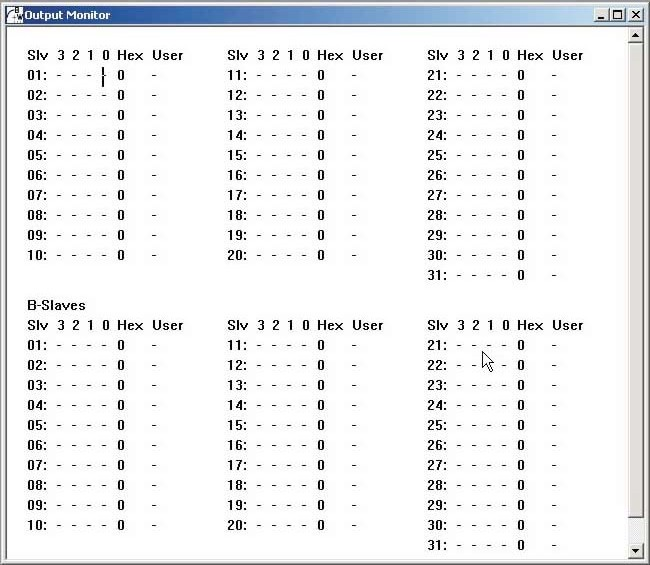 Output Monitor
Slv 3 2 1 0 Hex User Slv 3 2 1 0 Hex User Slv 3 2 1 0 Hex User
01: - - - - 0 - 11: - - - - 0 - 21: - - - - 0 -
02: - - - - 0 - 12: - - - - 0 - 22: - - - - 0 -
03: - - - - 0 - 13: - - - - 0 - 23: - - - - 0 -
04: - - - - 0 - 14: - - - - 0 - 24: - - - - 0 -
05: - - - - 0 - 15: - - - - 0 - 25: - - - - 0 -
06: - - - - 0 - 16: - - - - 0 - 26: - - - - 0 -
07: - - - - 0 - 17: - - - - 0 - 27: - - - - 0 -
08: - - - - 0 - 18: - - - - 0 - 28: - - - - 0 -
09: - - - - 0 - 19: - - - - 0 - 29: - - - - 0 -
10: - - - - 0 - 20: - - - - 0 - 30: - - - - 0 -
31: - - - - 0 -
B-Slaves
Slv 3 2 1 0 Hex User Slv 3 2 1 0 Hex User Slv 3 2 1 0 Hex User
01: - - - - 0 - 11: - - - - 0 - 21: - - - - 0 -
02: - - - - 0 - 12: - - - - 0 - 22: - - - - 0 -
03: - - - - 0 - 13: - - - - 0 - 23: - - - - 0 -
04: - - - - 0 - 14: - - - - 0 - 24: - - - - 0 -
05: - - - - 0 - 15: - - - - 0 - 25: - - - - 0 -
06: - - - - 0 - 16: - - - - 0 - 26: - - - - 0 -
07: - - - - 0 - 17: - - - - 0 - 27: - - - - 0 -
08: - - - - 0 - 18: - - - - 0 - 28: - - - - 0 -
09: - - - - 0 - 19: - - - - 0 - 29: - - - - 0 -
10: - - - - 0 - 20: - - - - 0 - 30: - - - - 0 -
31: - - - - 0 -